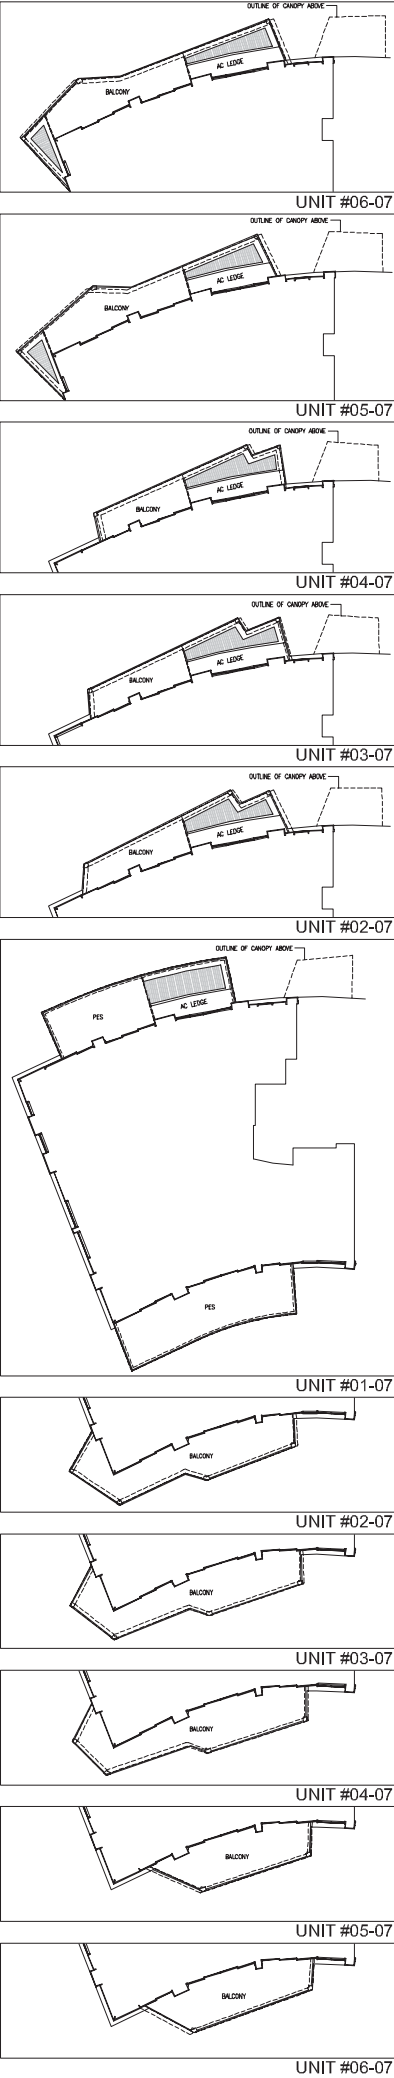 OUTLINE OF CANOPY ABOVE
BALCONY
AC LEDGE
UNIT #06-07
OUTLINE OF CANOPY ABOVE
BALCONY
AC LEDGE
UNIT #05-07
OUTLINE OF CANOPY ABOVE
BALCONY
AC LEDGE
UNIT #04-07
OUTLINE OF CANOPY ABOVE
BALCONY
AC LEDGE
UNIT #03-07
OUTLINE OF CANOPY ABOVE
BALCONY
AC LEDGE
UNIT #02-07
OUTLINE OF CANOPY ABOVE
PES
AC LEDGE
PES
UNIT #01-07
BALCONY
UNIT #02-07
BALCONY
UNIT #03-07
BALCONY
UNIT #04-07
BALCONY
UNIT #05-07
BALCONY
UNIT #06-07